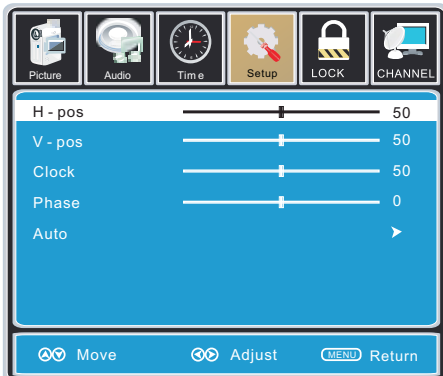 Picture Audio Time Setup LOCK CHANNEL
H - pos 50
V - pos 50
Clock 50
Phase 0
Auto
Move Adjust MENU Return